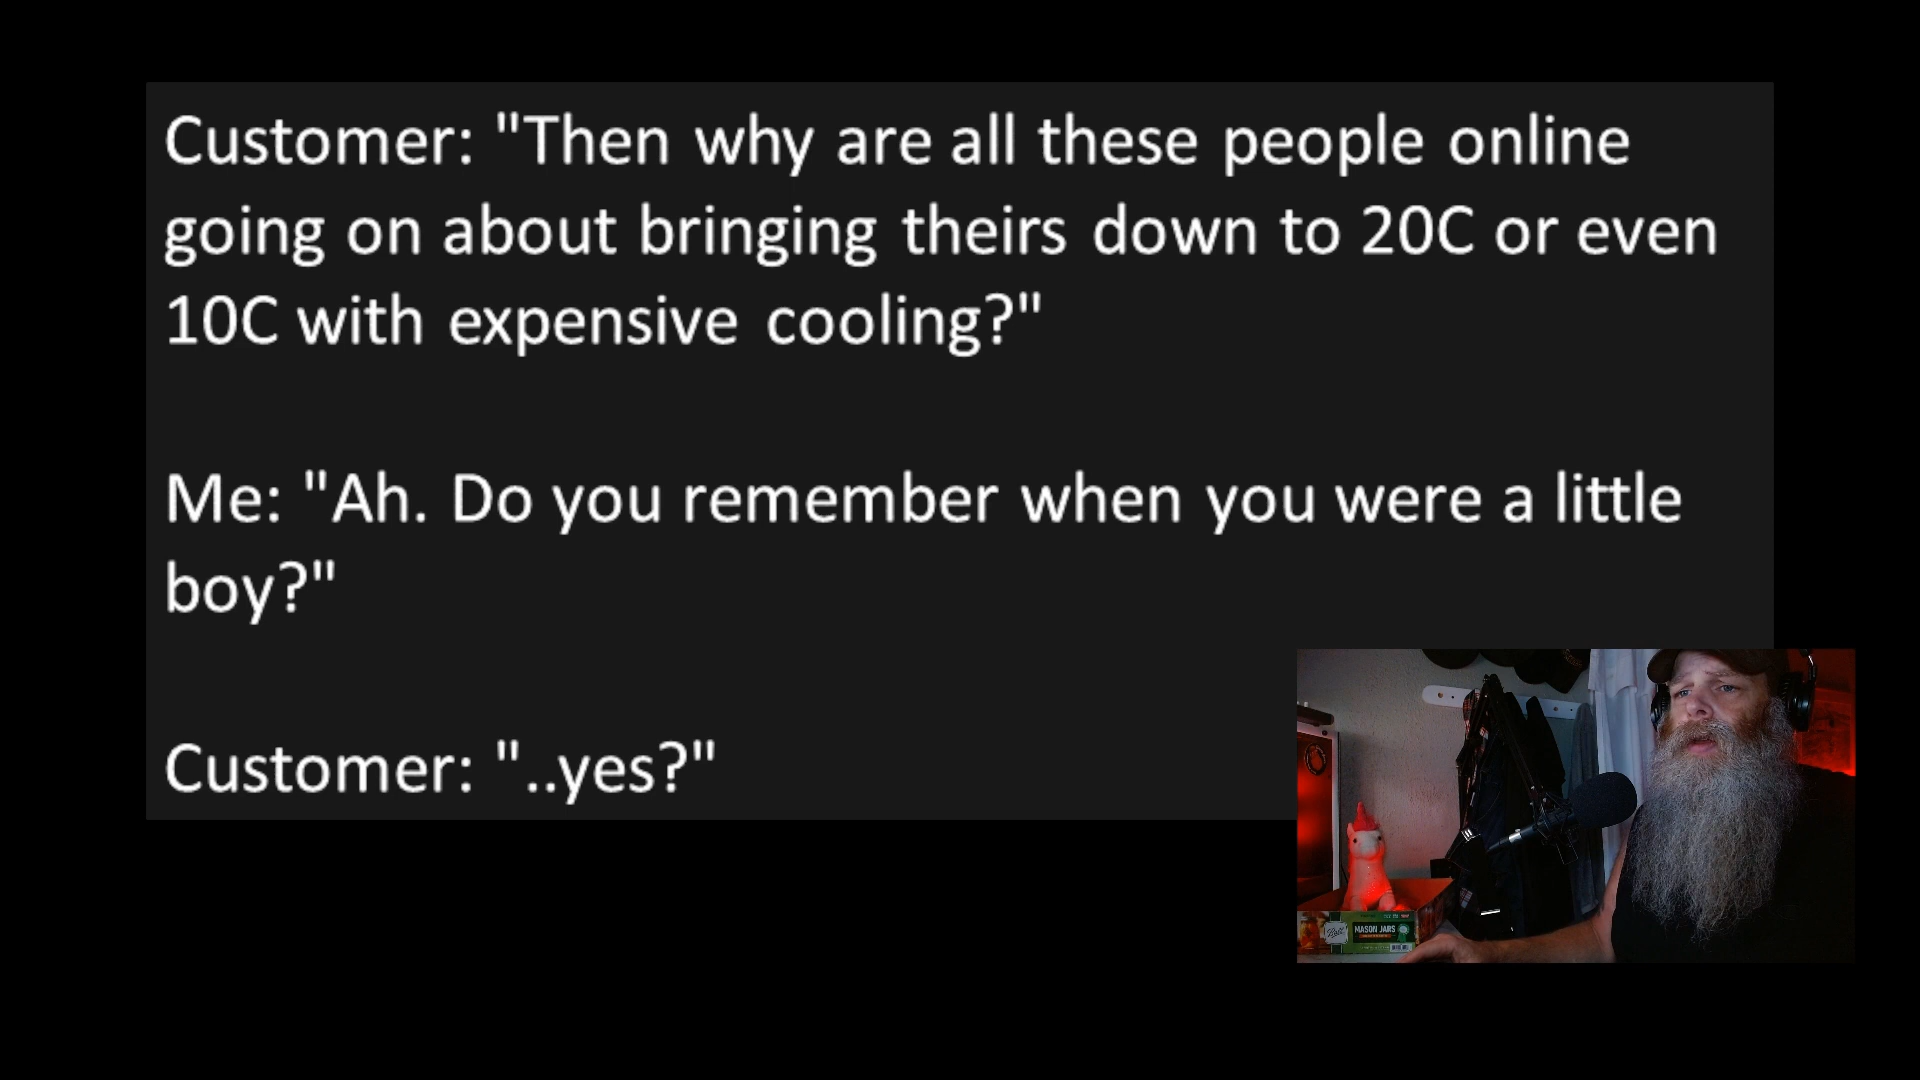 Customer: "Then why are all these people online
going on about bringing theirs down to 20C or even
10C with expensive cooling?"
Me: "Ah. Do you remember when you were a little
boy?"
Customer: "..yes?"
Ball
MASON JARS